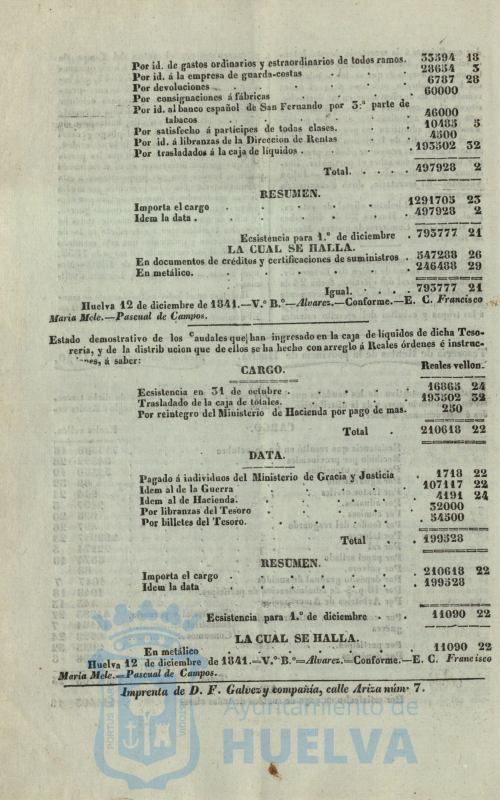 Por id. de gastos ordinarios y estraordinarios de todos ramos. 33394 18
Por id. á la empresa de guarda-costas . . . 28654 3
Por devoluciones . . . . . 6787 28
Por consignaciones á fábricas . . . . 60000
Por id. al banco español de San Fernando por 3.ª parte de
tabacos . . . . . . 46000
Por satisfecho á participes de todas clases. . . 10485 5
Por id. á libranzas de la Direccion de Rentas . . 4500
Por trasladados á la caja de líquidos . . . . 193502 32
Total. . . . . 497928 2
RESUMEN.
Importa el cargo . . . . . . 1291705 23
Idem la data . . . . . . . 497928 2
Ecsistencia para 1.º de diciembre . 793777 21
LA CUAL SE HALLA.
En documentos de créditos y certificaciones de suministros . 547288 26
En metálico. . . . . . . 246488 29
Igual. . . . . 793777 21
Huelva 12 de diciembre de 1841.—V.º B.º—Alvarez.—Conforme.—E. C. Francisco
Maria Mele.—Pascual de Campos.
Estado demostrativo de los caudales que han ingresado en la caja de líquidos de dicha Teso-
rería, y de la distribucion que de ellos se ha hecho con arreglo á Reales órdenes é instruc-
nes, á saber:
CARGO. Reales vellon.
Ecsistencia en 31 de octubre . . . . . 16865 24
Trasladado de la caja de totales. . . . . 193502 32
Por reintegro del Ministerio de Hacienda por pago de mas. 250
Total . 210618 22
DATA.
Pagado á individuos del Ministerio de Gracia y Justicia . 1718 22
Idem al de la Guerra . . . . . 107117 22
Idem al de Hacienda. . . . . . 4191 24
Por libranzas del Tesoro . . . . . 32000
Por billetes del Tesoro. . . . . . 54500
Total . . 199528
RESUMEN.
Importa el cargo . . . . . . 210618 22
Idem la data . . . . . . 199528
Ecsistencia para 1.º de diciembre . . 11090 22
LA CUAL SE HALLA.
En metálico . . . . . . . 11090 22
Huelva 12 de diciembre de 1841.=V.º B.º=Alvarez.=Conforme.—E. C. Francisco
Maria Mele.=Pascual de Campos.
Imprenta de D. F. Galvez y compañia, calle Ariza núm. 7.
Ayuntamiento de
HUELVA